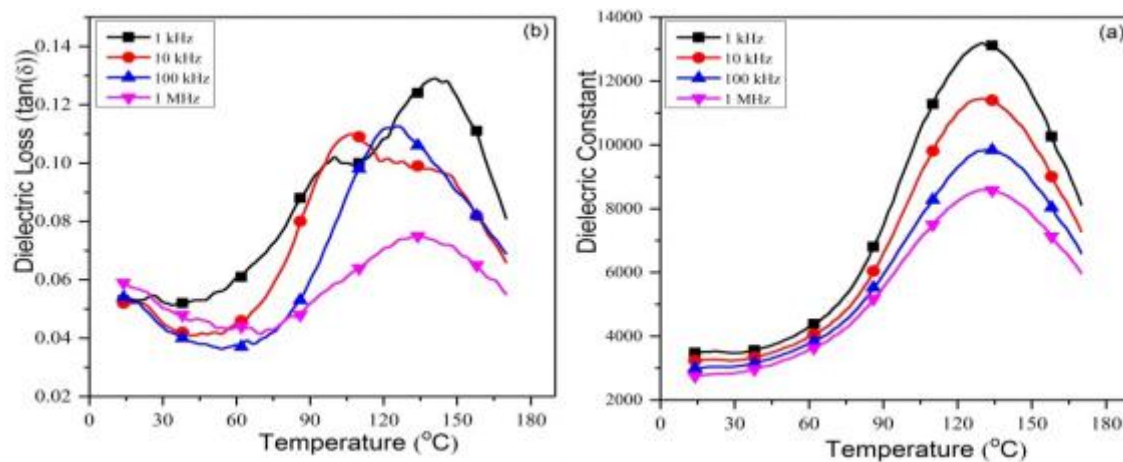 (b)
1 kHz
10 kHz
100 kHz
1 MHz
Dielectric Loss (tan(δ))
0.14
0.12
0.10
0.08
0.06
0.04
0.02
0 30 60 90 120 150 180
Temperature (°C)
(a)
1 kHz
10 kHz
100 kHz
1 MHz
Dielecric Constant
14000
12000
10000
8000
6000
4000
2000
0 30 60 90 120 150 180
Temperature (°C)